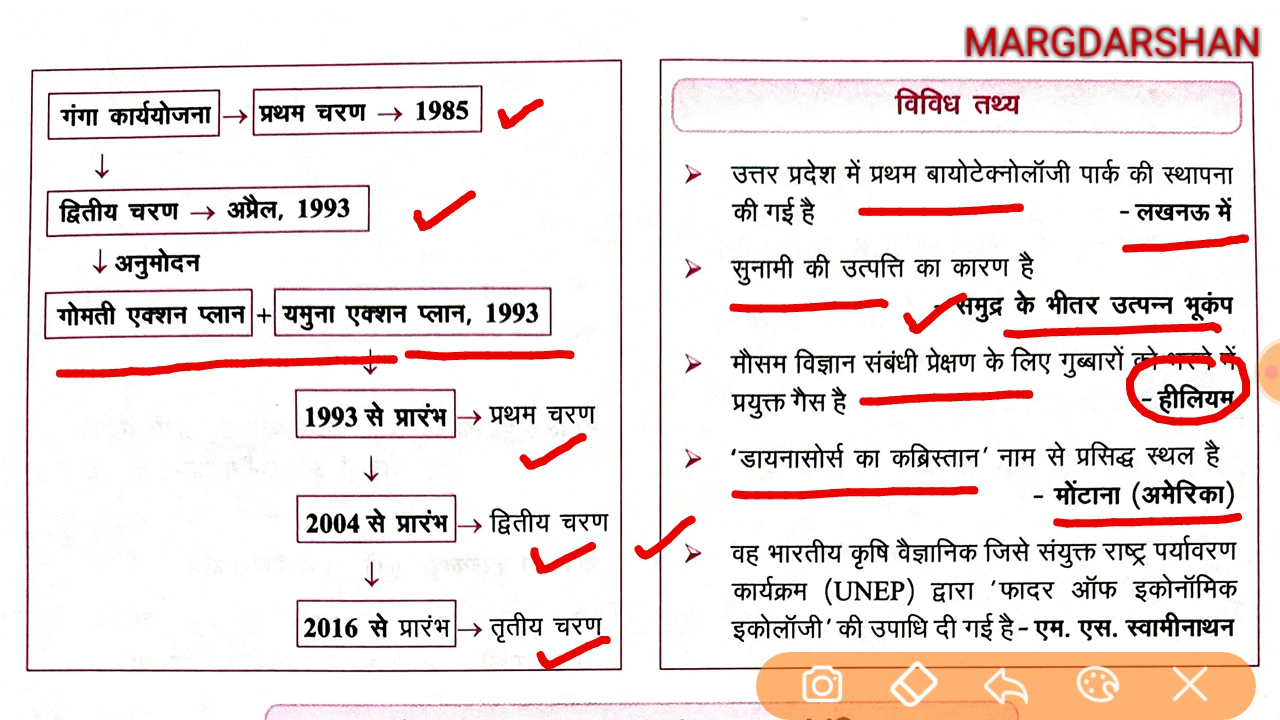 MARGDARSHAN
गंगा कार्ययोजना → प्रथम चरण → 1985
↓
द्वितीय चरण → अप्रैल, 1993
↓ अनुमोदन
गोमती एक्शन प्लान + यमुना एक्शन प्लान, 1993
↓
1993 से प्रारंभ → प्रथम चरण
↓
2004 से प्रारंभ → द्वितीय चरण
↓
2016 से प्रारंभ → तृतीय चरण
विविध तथ्य
➢ उत्तर प्रदेश में प्रथम बायोटेक्नोलॉजी पार्क की स्थापना
की गई है - लखनऊ में
➢ सुनामी की उत्पत्ति का कारण है
- समुद्र के भीतर उत्पन्न भूकंप
➢ मौसम विज्ञान संबंधी प्रेक्षण के लिए गुब्बारों को भरने में
प्रयुक्त गैस है - हीलियम
➢ 'डायनासोर्स का कब्रिस्तान' नाम से प्रसिद्ध स्थल है
- मोंटाना (अमेरिका)
➢ वह भारतीय कृषि वैज्ञानिक जिसे संयुक्त राष्ट्र पर्यावरण
कार्यक्रम (UNEP) द्वारा 'फादर ऑफ इकोनॉमिक
इकोलॉजी' की उपाधि दी गई है - एम. एस. स्वामीनाथन